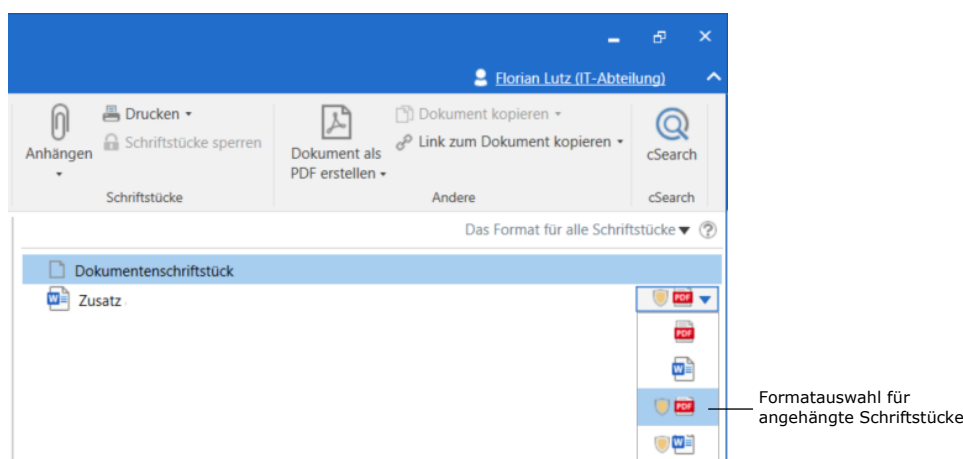 Florian Lutz (IT-Abteilung)
Anhängen
Drucken
Schriftstücke sperren
Schriftstücke
Dokument als
PDF erstellen
Dokument kopieren
Link zum Dokument kopieren
Andere
cSearch
cSearch
Das Format für alle Schriftstücke
Dokumentenschriftstück
Zusatz
PDF
PDF
PDF
Formatauswahl für
angehängte Schriftstücke